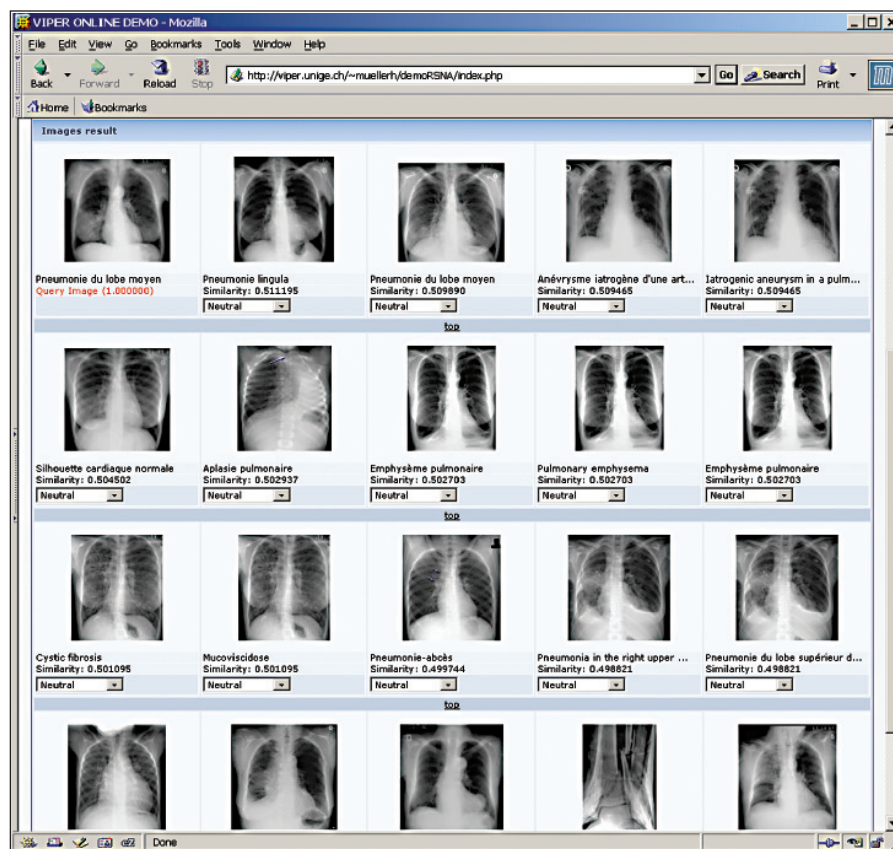 VIPER ONLINE DEMO - Mozilla
File Edit View Go Bookmarks Tools Window Help
Back Forward Reload Stop http://viper.unige.ch/~muellerh/demoRSNA/index.php Go Search Print
Home Bookmarks
Images result
Pneumonie du lobe moyen Pneumonie lingula Pneumonie du lobe moyen Anévrysme iatrogène d'une art... Iatrogenic aneurysm in a pulm...
Query Image (1.000000) Similarity: 0.511195 Similarity: 0.509890 Similarity: 0.509465 Similarity: 0.509465
Neutral Neutral Neutral Neutral
top
Silhouette cardiaque normale Aplasie pulmonaire Emphysème pulmonaire Pulmonary emphysema Emphysème pulmonaire
Similarity: 0.504502 Similarity: 0.502937 Similarity: 0.502703 Similarity: 0.502703 Similarity: 0.502703
Neutral Neutral Neutral Neutral Neutral
top
Cystic fibrosis Mucoviscidose Pneumonie-abcès Pneumonia in the right upper ... Pneumonie du lobe supérieur d...
Similarity: 0.501095 Similarity: 0.501095 Similarity: 0.499744 Similarity: 0.498821 Similarity: 0.498821
Neutral Neutral Neutral Neutral Neutral
top
Done